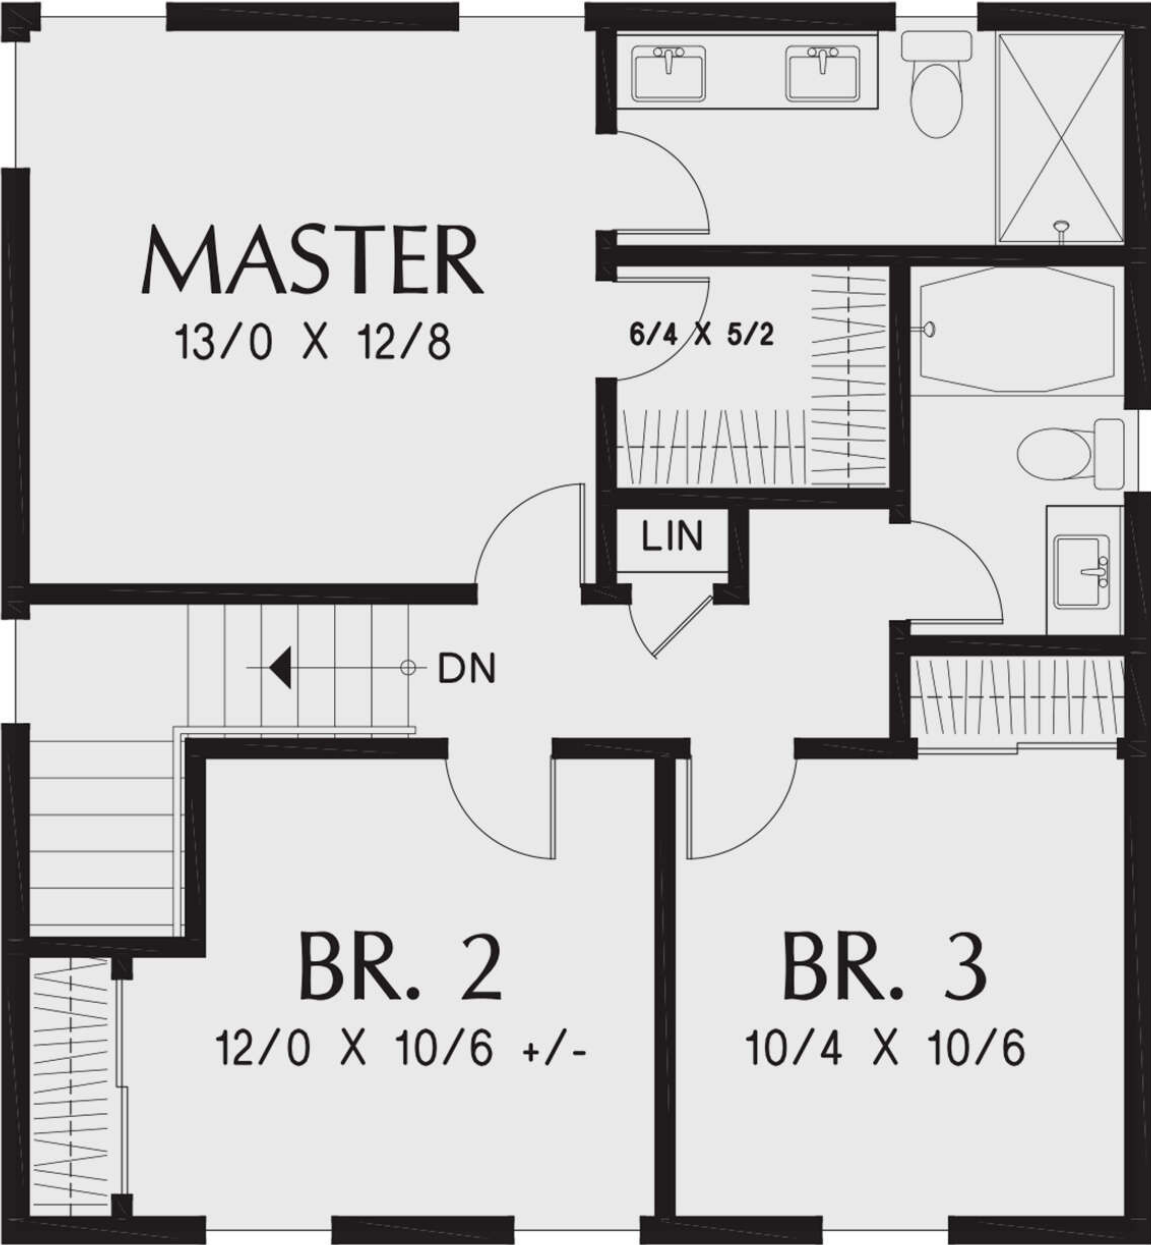 MASTER
13/0 X 12/8
6/4 X 5/2
LIN
DN
BR. 2
12/0 X 10/6 +/-
BR. 3
10/4 X 10/6